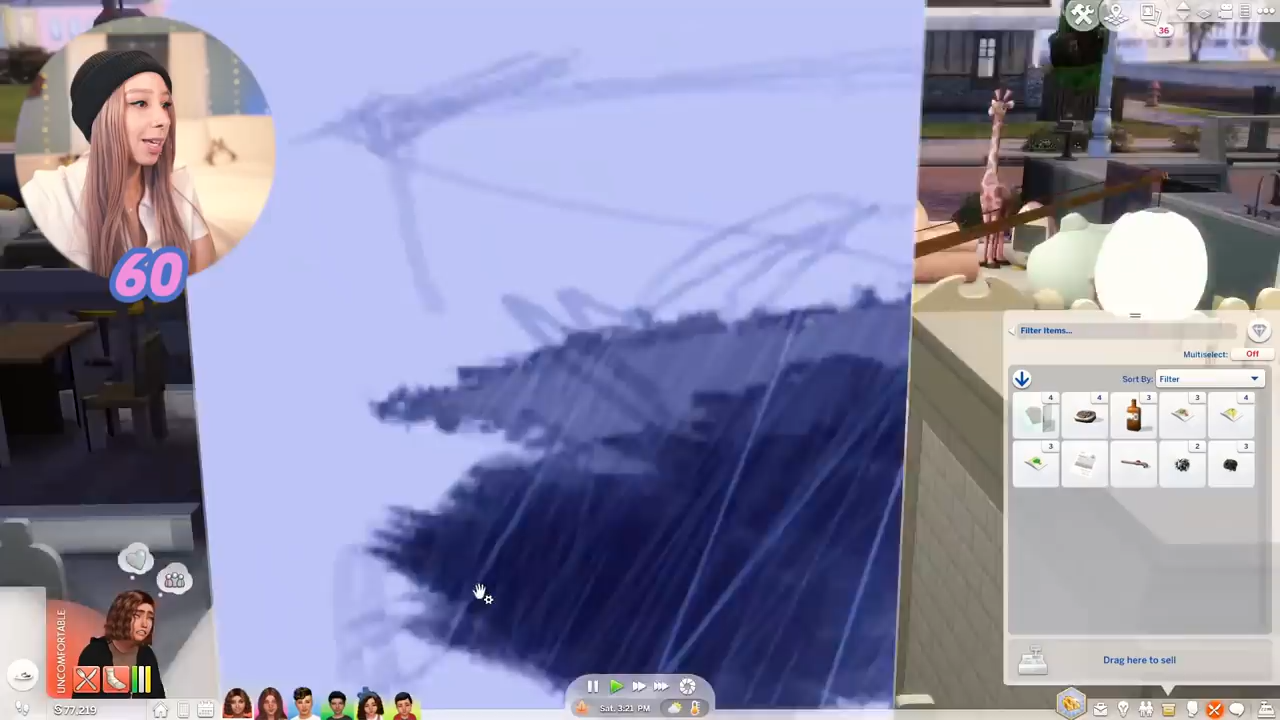 36
60
Filter Items...
Multiselect: Off
Sort By: Filter
4 4 3 3 4
3 2 3
Drag here to sell
UNCOMFORTABLE
§77,219
Sat. 3:21 PM